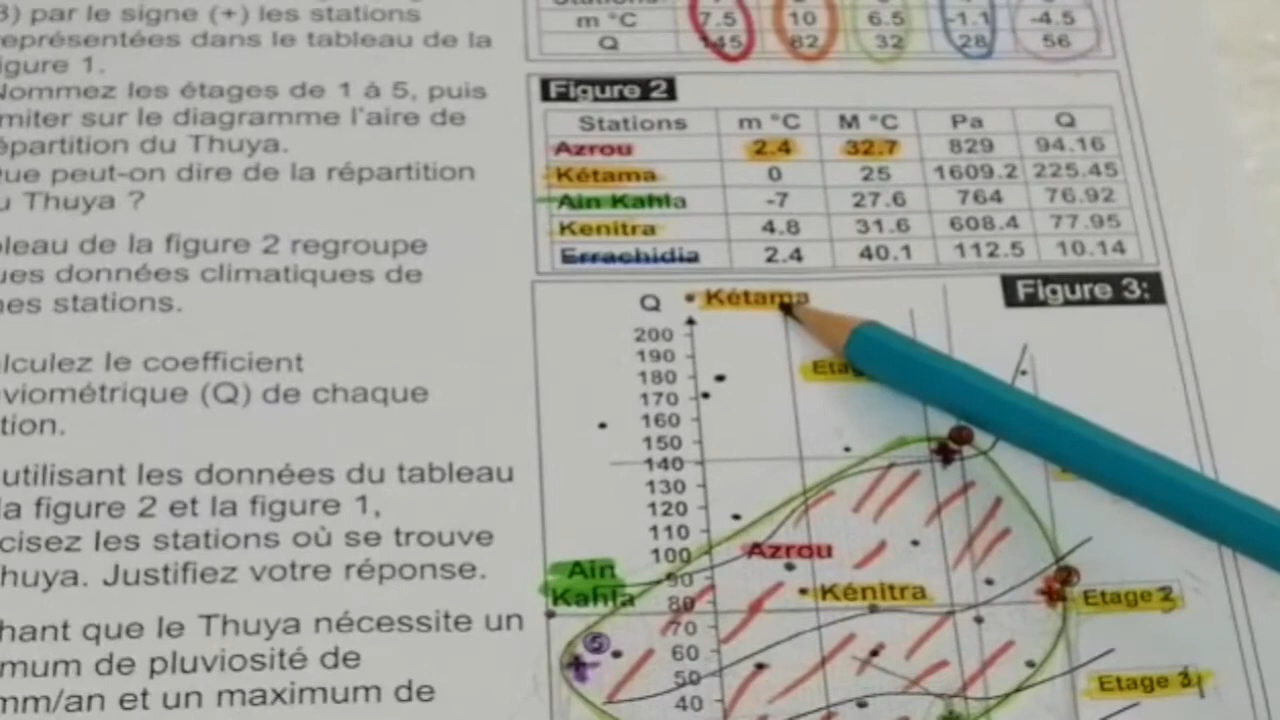 3) par le signe (+) les stations
eprésentées dans le tableau de la
igure 1.
Nommez les étages de 1 à 5, puis
miter sur le diagramme l'aire de
épartition du Thuya.
ue peut-on dire de la répartition
u Thuya ?
bleau de la figure 2 regroupe
ues données climatiques de
nes stations.
alculez le coefficient
viométrique (Q) de chaque
tion.
utilisant les données du tableau
la figure 2 et la figure 1,
cisez les stations où se trouve
huya. Justifiez votre réponse.
hant que le Thuya nécessite un
mum de pluviosité de
mm/an et un maximum de
m °C 7.5 10 6.5 -1.1 -4.5
Q 145 82 32 28 56
Figure 2
Stations m °C M °C Pa Q
Azrou 2.4 32.7 829 94.16
Kétama 0 25 1609.2 225.45
Ain Kahla -7 27.6 764 76.92
Kenitra 4.8 31.6 608.4 77.95
Errachidia 2.4 40.1 112.5 10.14
Figure 3:
Q Kétama
200
190
180
170
160
150
140
130
120
110
100
90
80
70
60
50
40
Azrou
Ain
Kahla
Kénitra
Etage 2
Etage 3
5